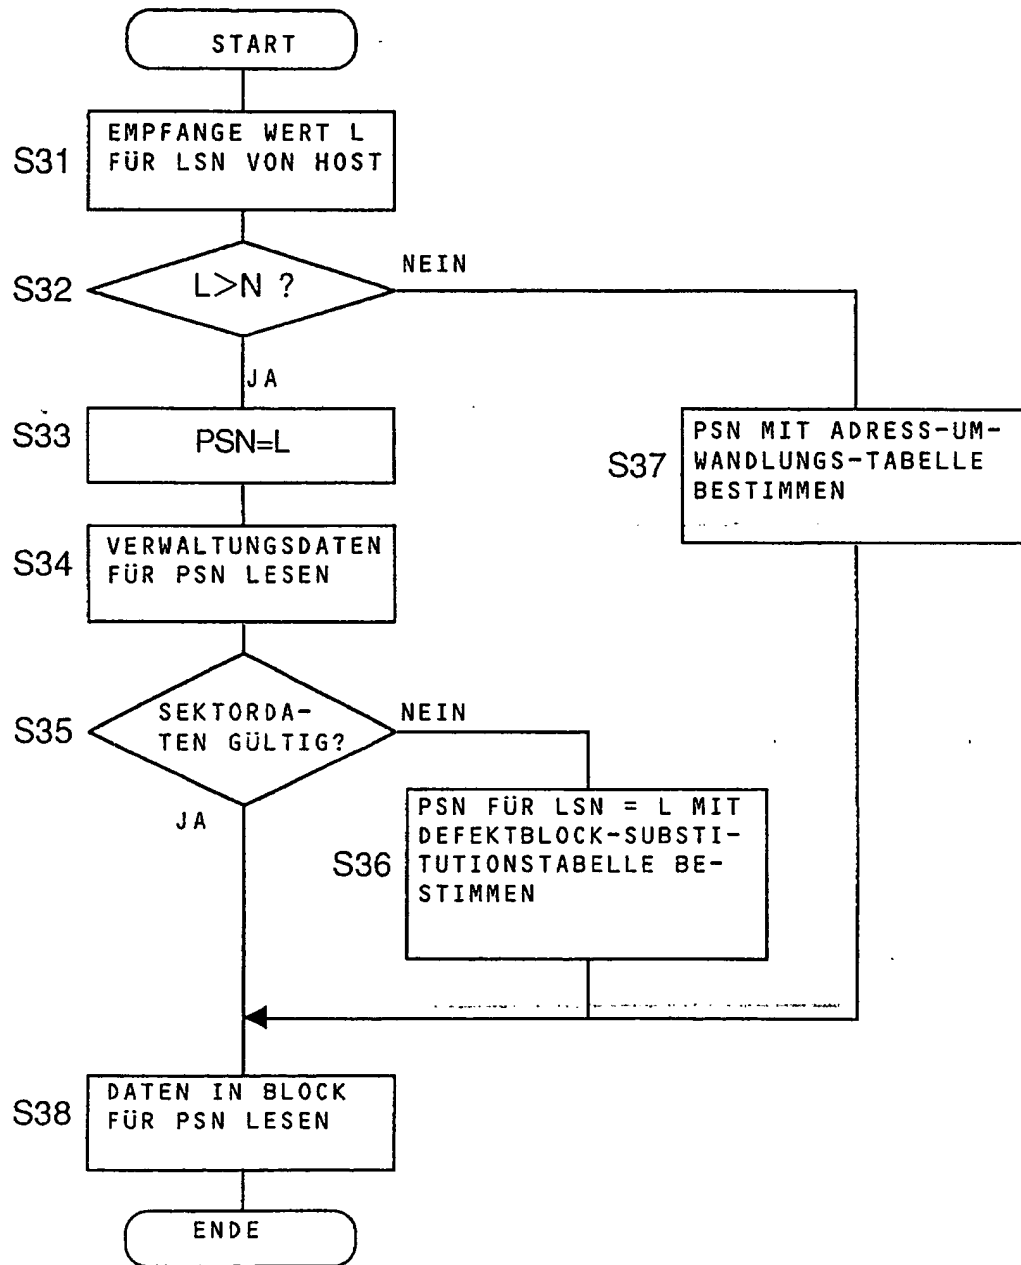 START
S31
EMPFANGE WERT L
FÜR LSN VON HOST
S32
L>N ?
NEIN
JA
S33
PSN=L
S37
PSN MIT ADRESS-UM-
WANDLUNGS-TABELLE
BESTIMMEN
S34
VERWALTUNGSDATEN
FÜR PSN LESEN
S35
SEKTORDA-
TEN GÜLTIG?
NEIN
JA
S36
PSN FÜR LSN = L MIT
DEFEKTBLOCK-SUBSTI-
TUTIONSTABELLE BE-
STIMMEN
S38
DATEN IN BLOCK
FÜR PSN LESEN
ENDE